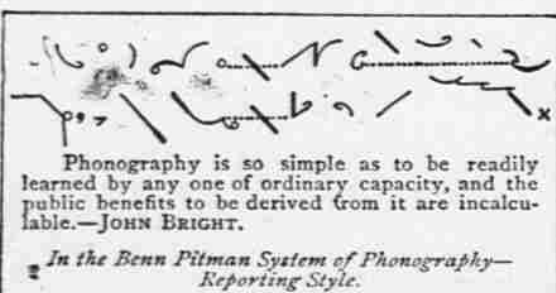 Phonography is so simple as to be readily
learned by any one of ordinary capacity, and the
public benefits to be derived from it are incalcu-
lable.—JOHN BRIGHT.
In the Benn Pitman System of Phonography—
Reporting Style.